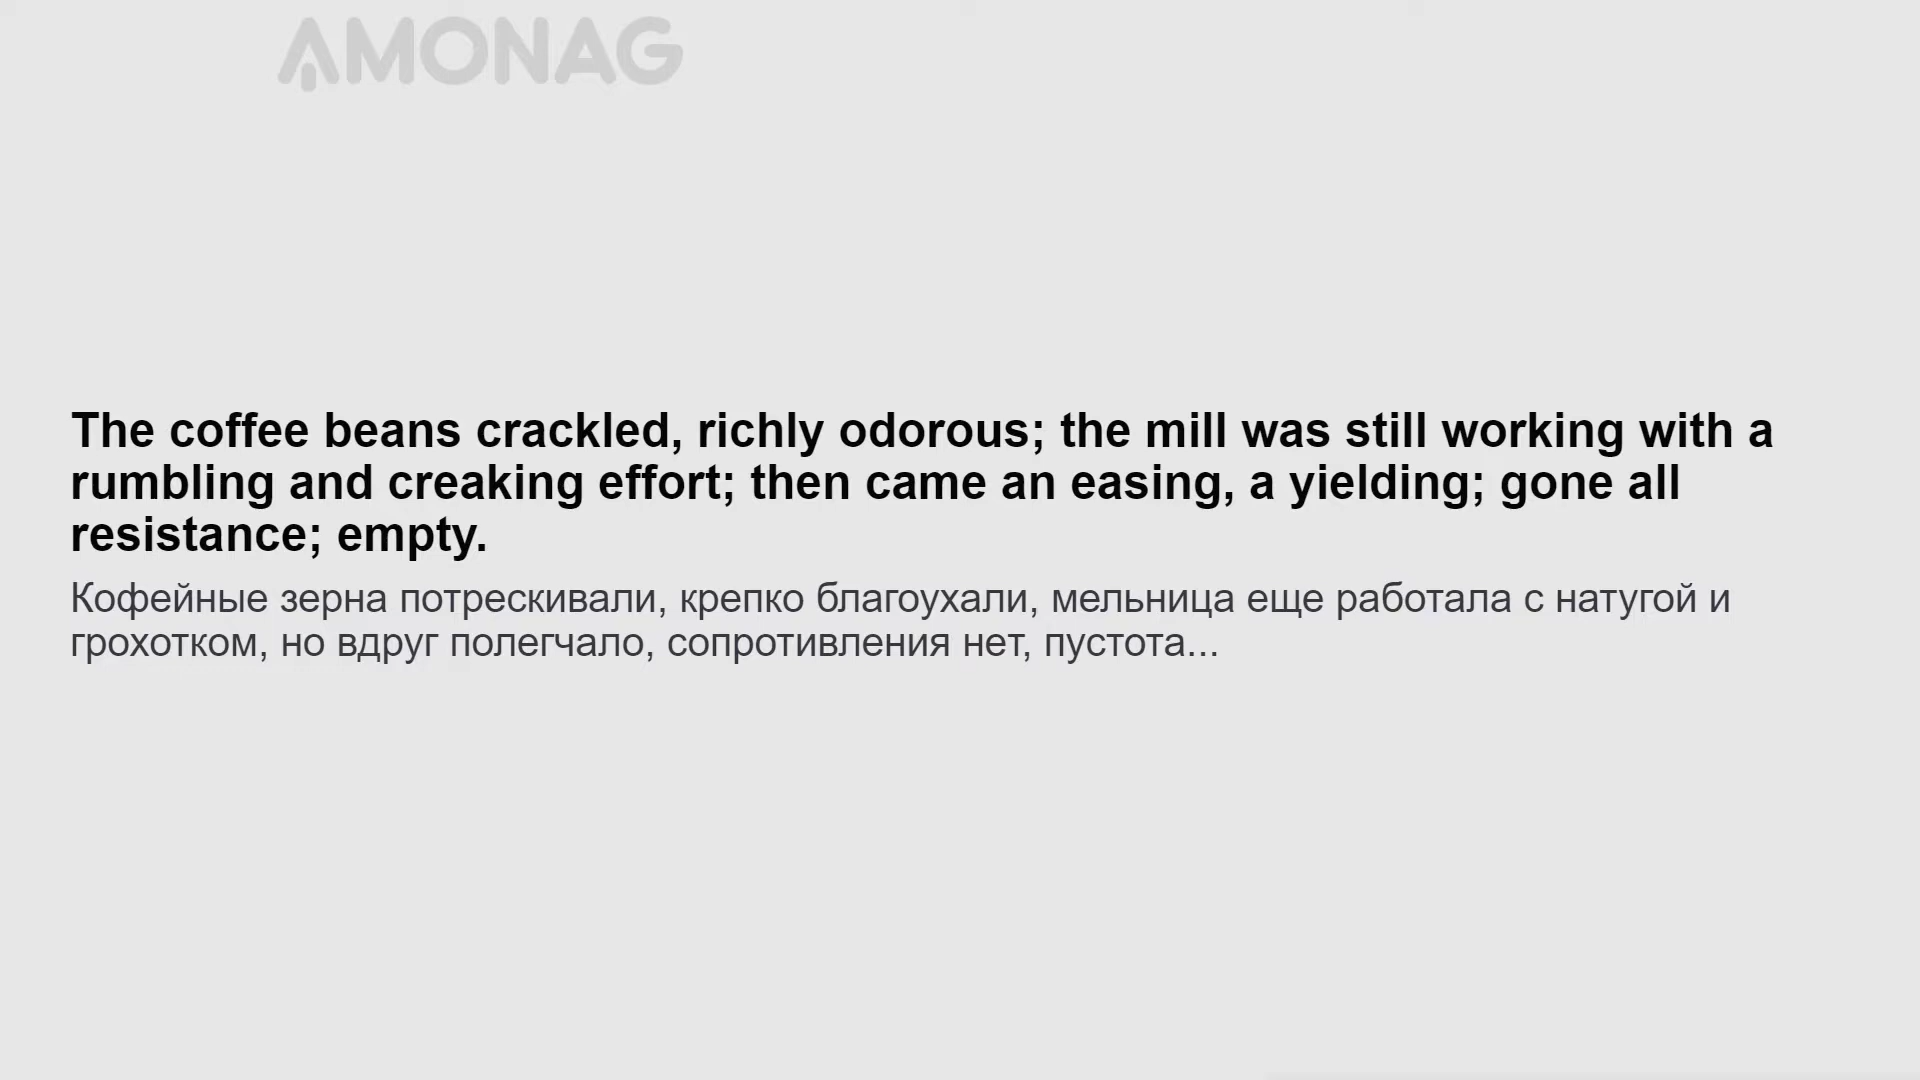 AMONAG
The coffee beans crackled, richly odorous; the mill was still working with a
rumbling and creaking effort; then came an easing, a yielding; gone all
resistance; empty.
Кофейные зерна потрескивали, крепко благоухали, мельница еще работала с натугой и
грохотком, но вдруг полегчало, сопротивления нет, пустота...